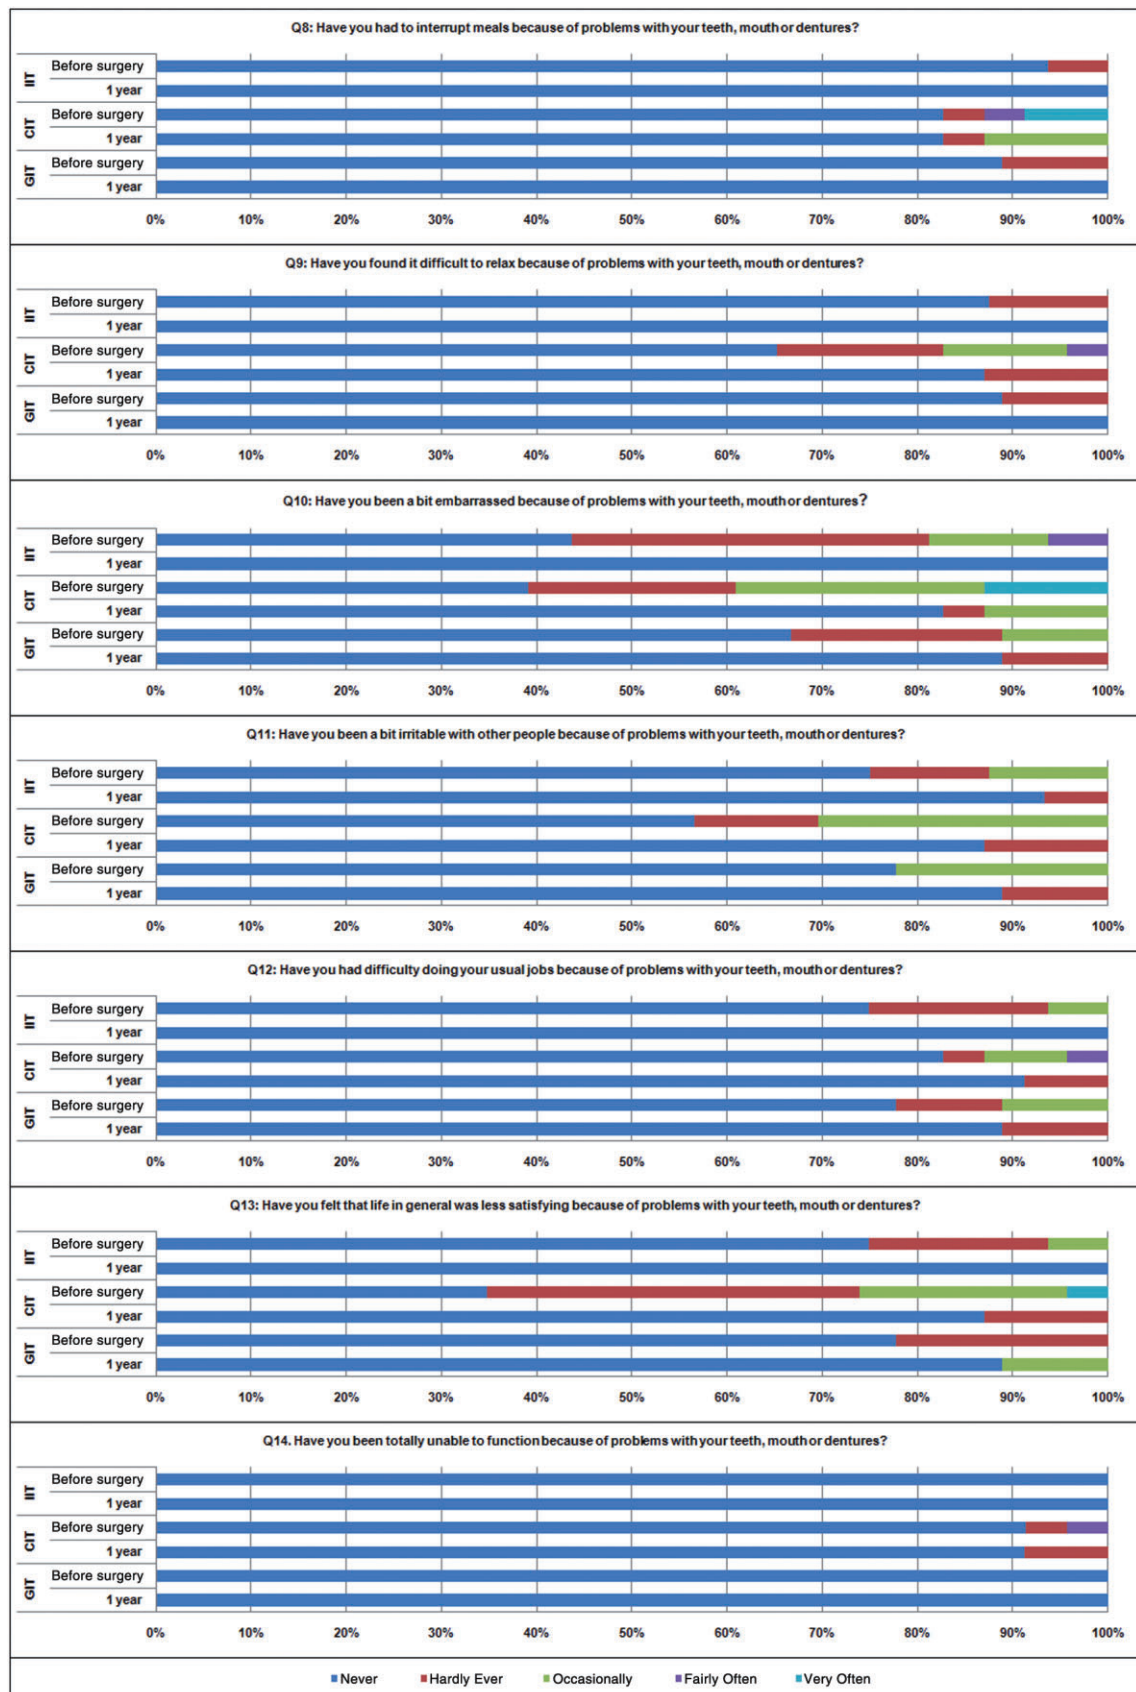 Q8: Have you had to interrupt meals because of problems with your teeth, mouth or dentures?
IIT
Before surgery
1 year
CIT
Before surgery
1 year
GIT
Before surgery
1 year
0% 10% 20% 30% 40% 50% 60% 70% 80% 90% 100%
Q9: Have you found it difficult to relax because of problems with your teeth, mouth or dentures?
IIT
Before surgery
1 year
CIT
Before surgery
1 year
GIT
Before surgery
1 year
0% 10% 20% 30% 40% 50% 60% 70% 80% 90% 100%
Q10: Have you been a bit embarrassed because of problems with your teeth, mouth or dentures?
IIT
Before surgery
1 year
CIT
Before surgery
1 year
GIT
Before surgery
1 year
0% 10% 20% 30% 40% 50% 60% 70% 80% 90% 100%
Q11: Have you been a bit irritable with other people because of problems with your teeth, mouth or dentures?
IIT
Before surgery
1 year
CIT
Before surgery
1 year
GIT
Before surgery
1 year
0% 10% 20% 30% 40% 50% 60% 70% 80% 90% 100%
Q12: Have you had difficulty doing your usual jobs because of problems with your teeth, mouth or dentures?
IIT
Before surgery
1 year
CIT
Before surgery
1 year
GIT
Before surgery
1 year
0% 10% 20% 30% 40% 50% 60% 70% 80% 90% 100%
Q13: Have you felt that life in general was less satisfying because of problems with your teeth, mouth or dentures?
IIT
Before surgery
1 year
CIT
Before surgery
1 year
GIT
Before surgery
1 year
0% 10% 20% 30% 40% 50% 60% 70% 80% 90% 100%
Q14. Have you been totally unable to function because of problems with your teeth, mouth or dentures?
IIT
Before surgery
1 year
CIT
Before surgery
1 year
GIT
Before surgery
1 year
0% 10% 20% 30% 40% 50% 60% 70% 80% 90% 100%
Never Hardly Ever Occasionally Fairly Often Very Often